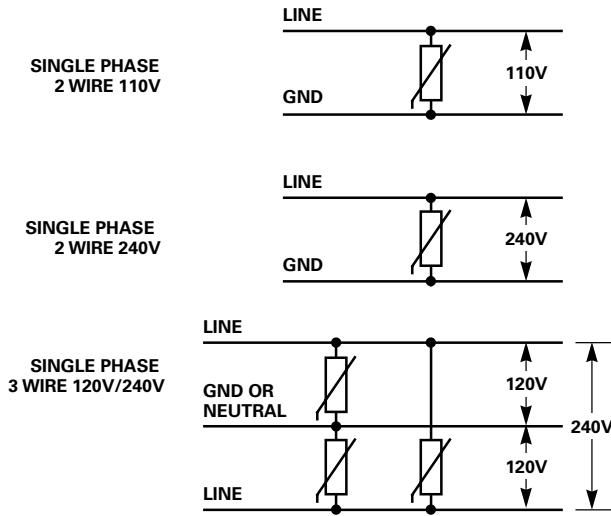 LINE
SINGLE PHASE
2 WIRE 110V
110V
GND
LINE
SINGLE PHASE
2 WIRE 240V
240V
GND
LINE
SINGLE PHASE
3 WIRE 120V/240V
GND OR
NEUTRAL
120V
240V
120V
LINE